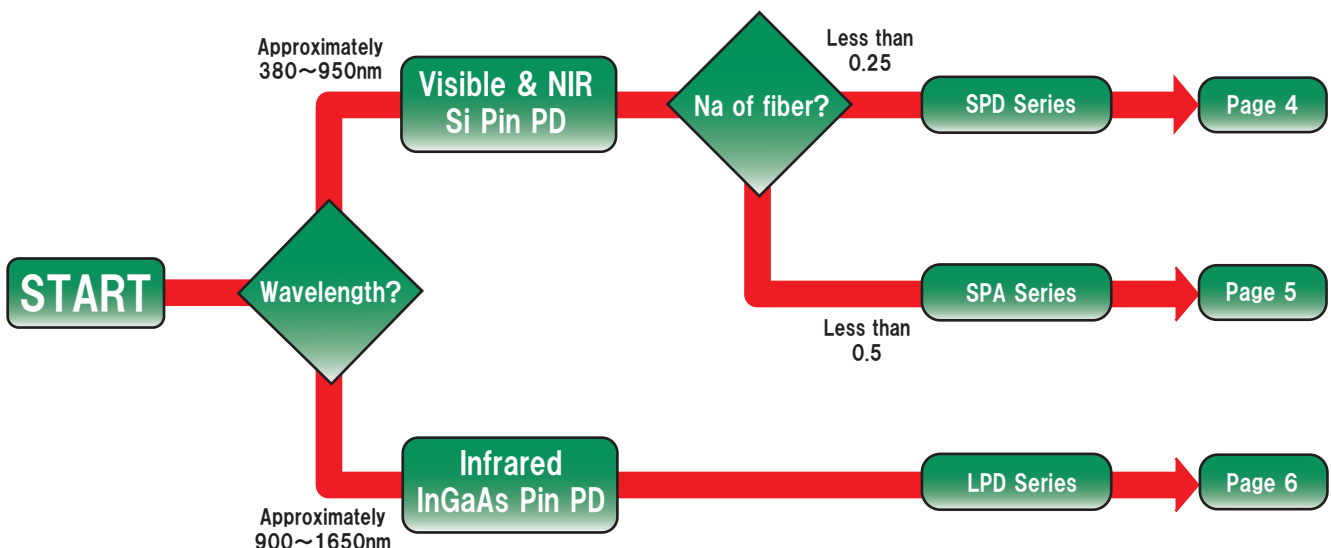 Approximately
380～950nm
Visible & NIR
Si Pin PD
Na of fiber?
Less than
0.25
SPD Series
Page 4
START
Wavelength?
SPA Series
Page 5
Less than
0.5
Infrared
InGaAs Pin PD
LPD Series
Page 6
Approximately
900～1650nm